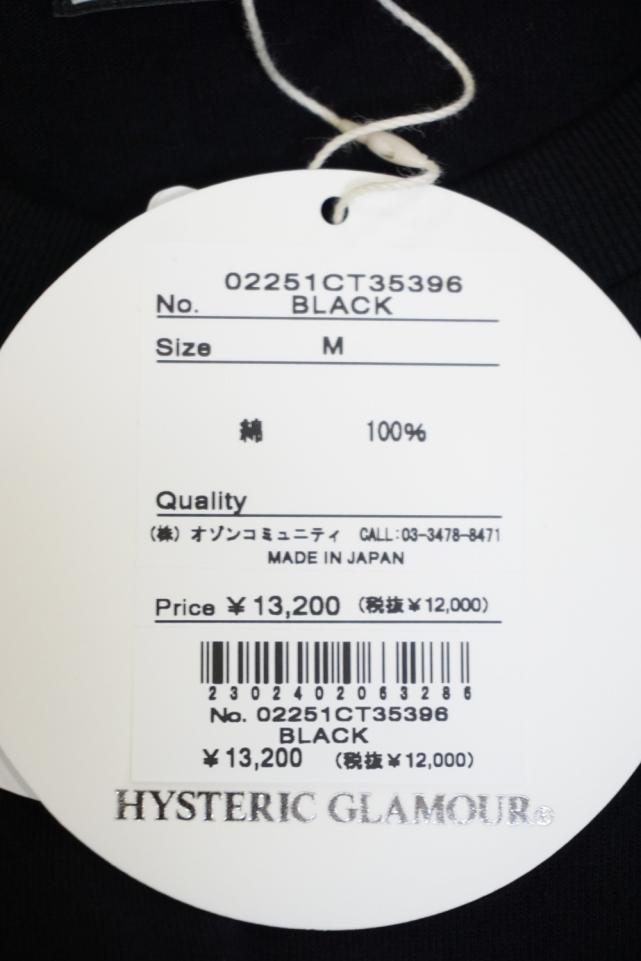 02251CT35396
No. BLACK
Size M
綿 100%
Quality
(株) オゾンコミュニティ CALL:03-3478-8471
MADE IN JAPAN
Price ¥13,200 (税抜¥12,000)
2302402063286
No. 02251CT35396
BLACK
¥13,200 (税抜¥12,000)
HYSTERIC GLAMOUR®